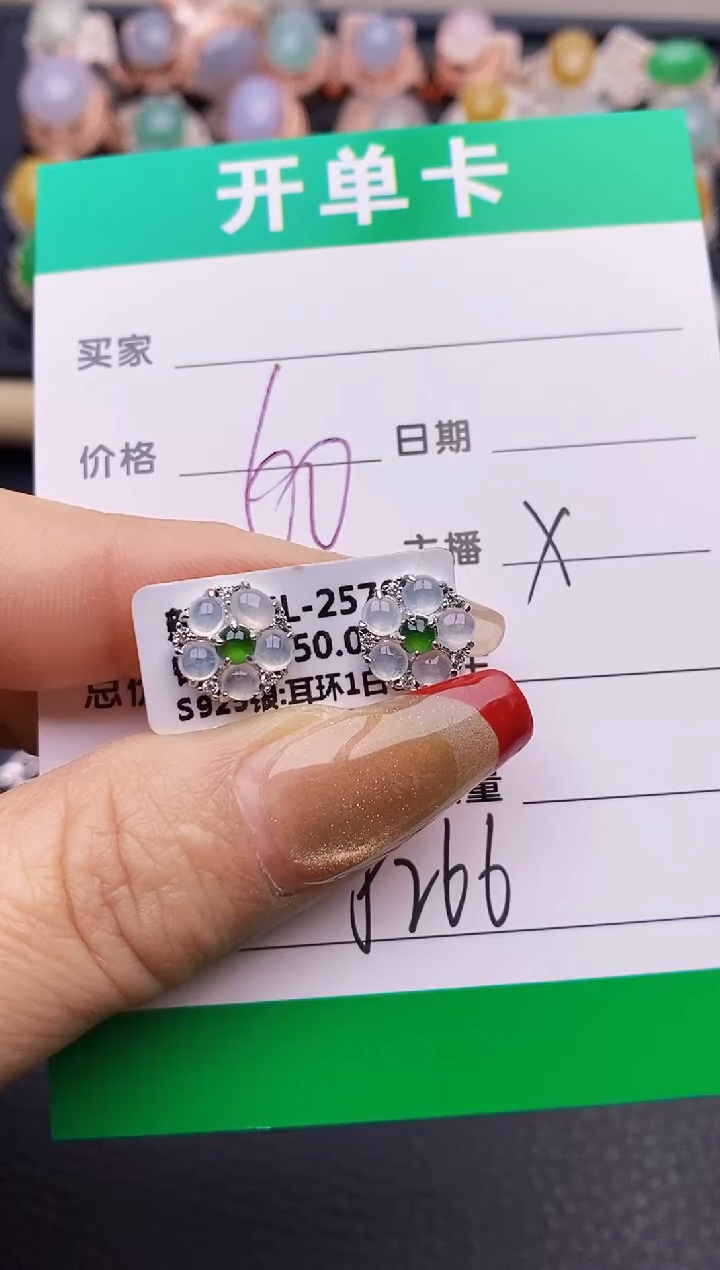 开单卡
买家
价格 60 日期
主播 X
L-257
50.0
总价
S925银:耳环1白
量
8266